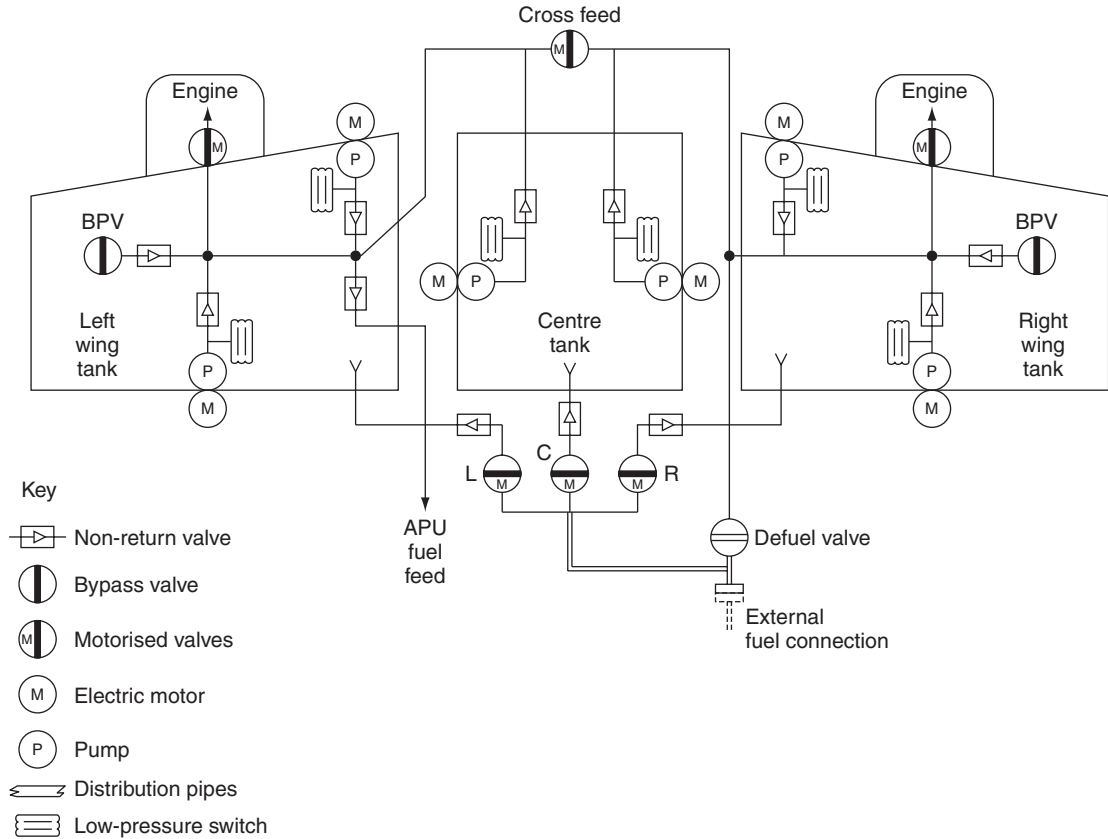 Cross feed
M
Engine
M
M
P
BPV
M
P
P
M
Left
wing
tank
P
M
Centre
tank
M
P
Engine
M
BPV
Right
wing
tank
P
M
L
M
C
M
R
M
APU
fuel
feed
Defuel valve
External
fuel connection
Key
Non-return valve
Bypass valve
M
Motorised valves
M
Electric motor
P
Pump
Distribution pipes
Low-pressure switch